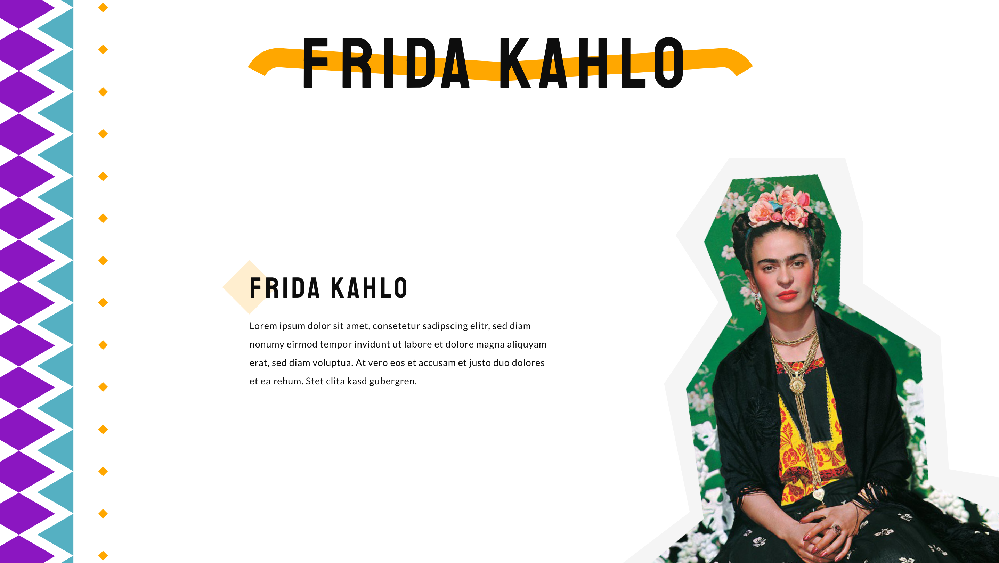 FRIDA KAHLO
FRIDA KAHLO
Lorem ipsum dolor sit amet, consetetur sadipscing elitr, sed diam
nonumy eirmod tempor invidunt ut labore et dolore magna aliquyam
erat, sed diam voluptua. At vero eos et accusam et justo duo dolores
et ea rebum. Stet clita kasd gubergren.